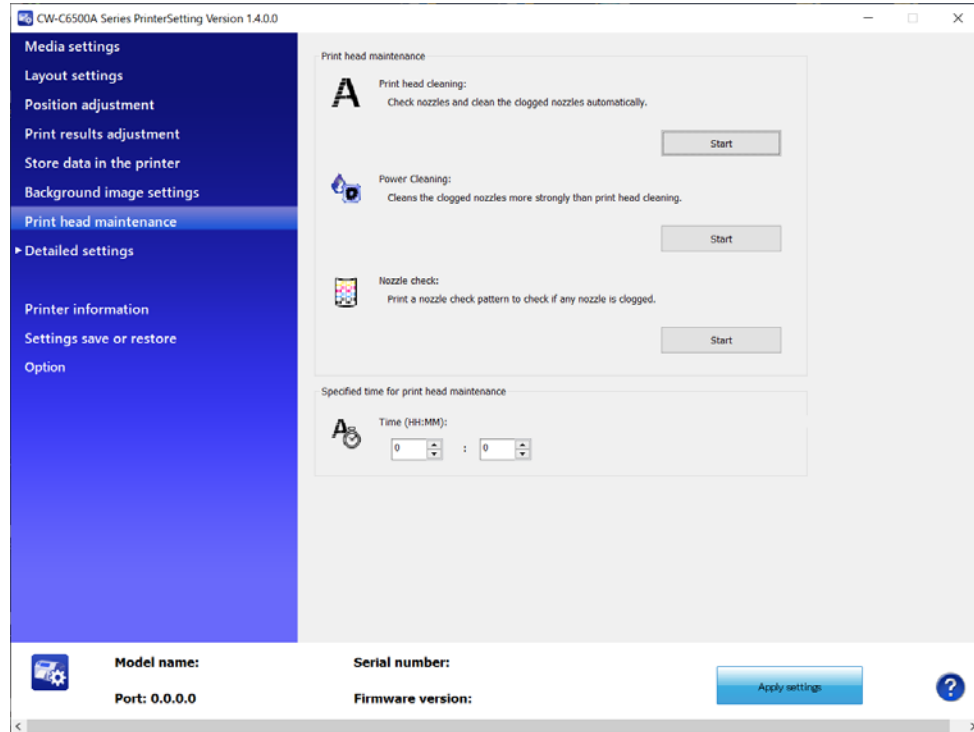 CW-C6500A Series PrinterSetting Version 1.4.0.0
Media settings
Layout settings
Position adjustment
Print results adjustment
Store data in the printer
Background image settings
Print head maintenance
Detailed settings
Printer information
Settings save or restore
Option
Print head maintenance
Print head cleaning:
Check nozzles and clean the clogged nozzles automatically.
Start
Power Cleaning:
Cleans the clogged nozzles more strongly than print head cleaning.
Start
Nozzle check:
Print a nozzle check pattern to check if any nozzle is clogged.
Start
Specified time for print head maintenance
Time (HH:MM):
0 : 0
Model name:
Serial number:
Port: 0.0.0.0
Firmware version:
Apply settings
?